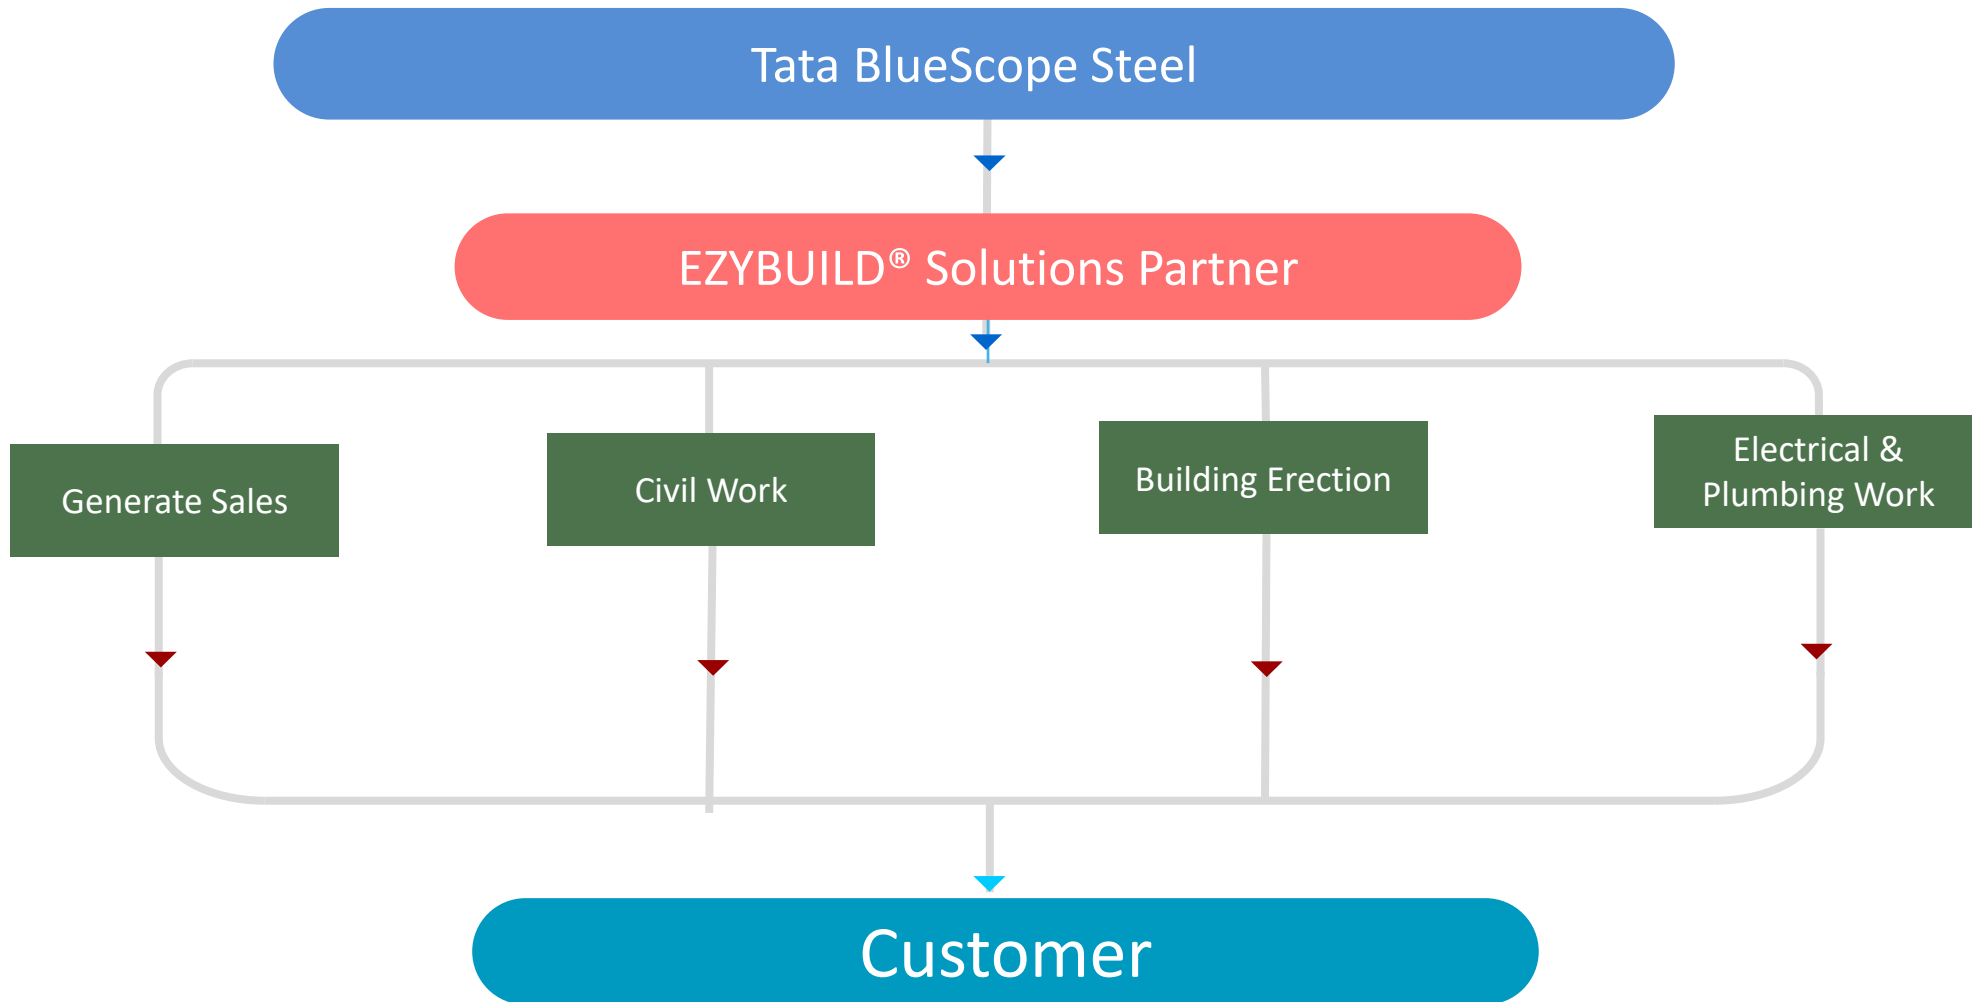 Tata BlueScope Steel
EZYBUILD® Solutions Partner
Generate Sales
Civil Work
Building Erection
Electrical &
Plumbing Work
Customer